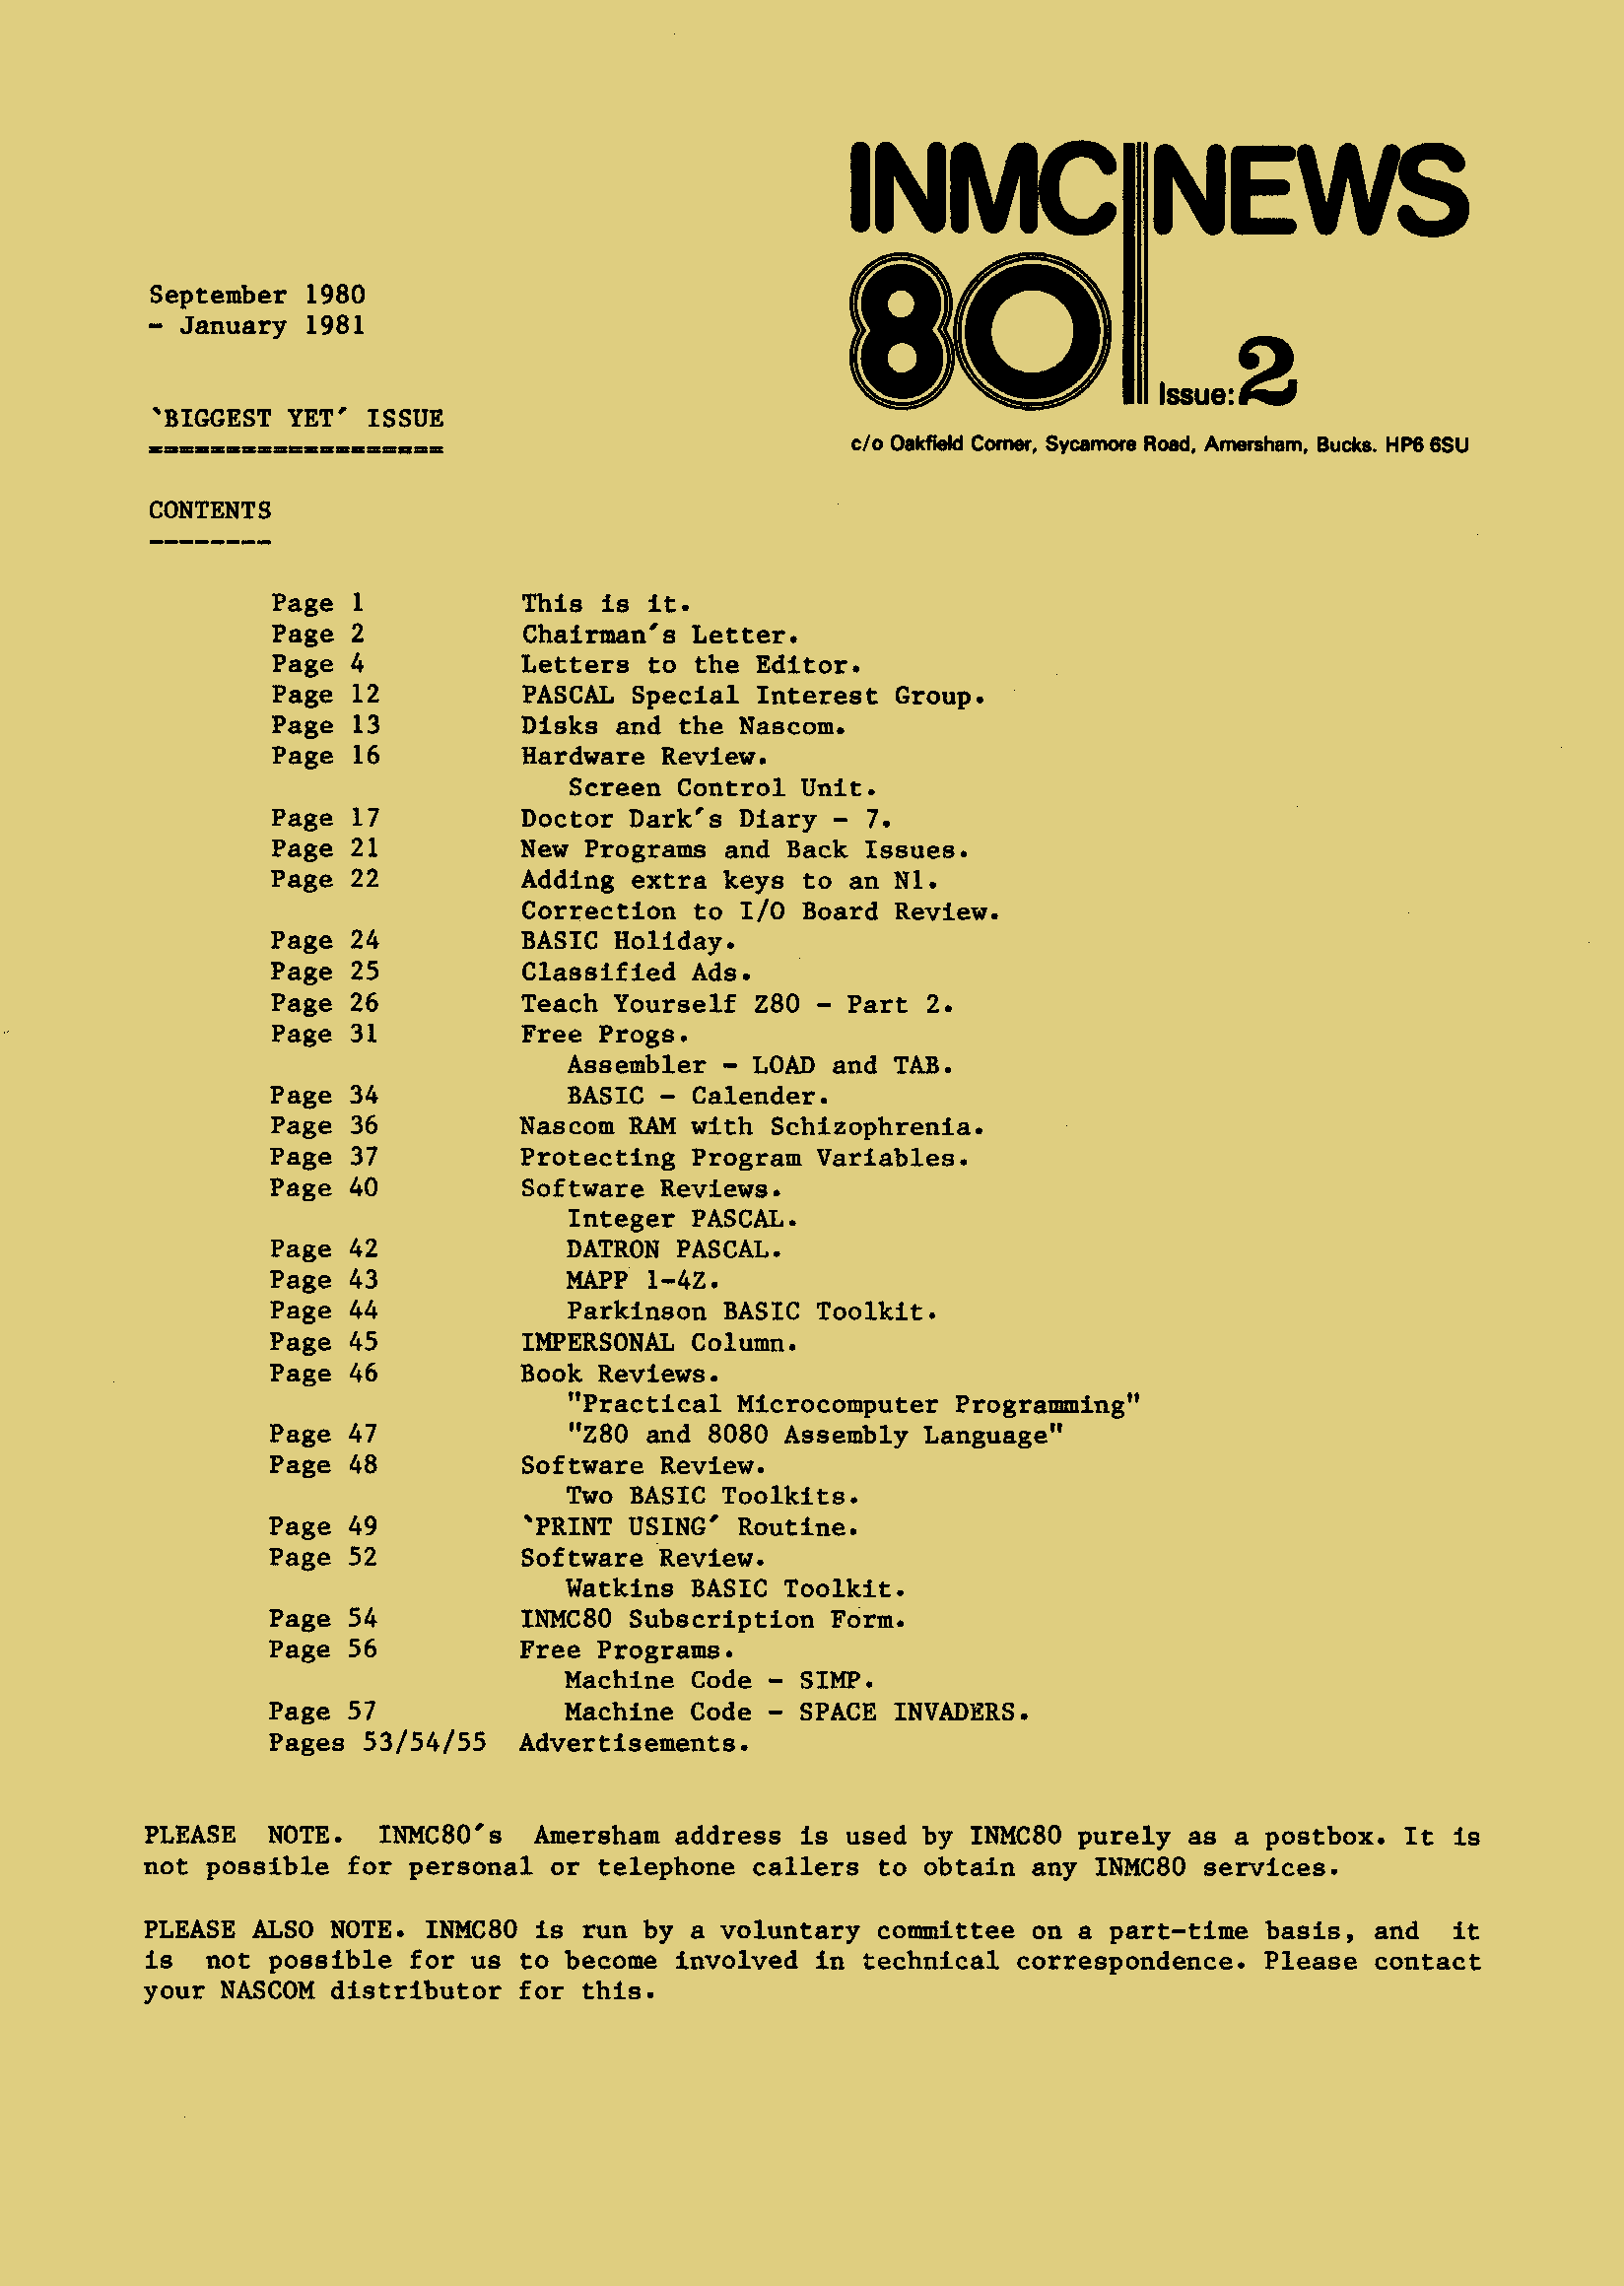 INMC NEWS
80 Issue: 2
c/o Oakfield Corner, Sycamore Road, Amersham, Bucks. HP6 6SU
September 1980
- January 1981
`BIGGEST YET´ ISSUE
===================
CONTENTS
--------
Page 1 This is it.
Page 2 Chairman´s Letter.
Page 4 Letters to the Editor.
Page 12 PASCAL Special Interest Group.
Page 13 Disks and the Nascom.
Page 16 Hardware Review.
Screen Control Unit.
Page 17 Doctor Dark´s Diary - 7.
Page 21 New Programs and Back Issues.
Page 22 Adding extra keys to an N1.
Correction to I/O Board Review.
Page 24 BASIC Holiday.
Page 25 Classified Ads.
Page 26 Teach Yourself Z80 - Part 2.
Page 31 Free Progs.
Assembler - LOAD and TAB.
Page 34 BASIC - Calender.
Page 36 Nascom RAM with Schizophrenia.
Page 37 Protecting Program Variables.
Page 40 Software Reviews.
Integer PASCAL.
Page 42 DATRON PASCAL.
Page 43 MAPP 1-4Z.
Page 44 Parkinson BASIC Toolkit.
Page 45 IMPERSONAL Column.
Page 46 Book Reviews.
"Practical Microcomputer Programming"
Page 47 "Z80 and 8080 Assembly Language"
Page 48 Software Review.
Two BASIC Toolkits.
Page 49 `PRINT USING´ Routine.
Page 52 Software Review.
Watkins BASIC Toolkit.
Page 54 INMC80 Subscription Form.
Page 56 Free Programs.
Machine Code - SIMP.
Page 57 Machine Code - SPACE INVADERS.
Pages 53/54/55 Advertisements.
PLEASE NOTE. INMC80´s Amersham address is used by INMC80 purely as a postbox. It is
not possible for personal or telephone callers to obtain any INMC80 services.
PLEASE ALSO NOTE. INMC80 is run by a voluntary committee on a part-time basis, and it
is not possible for us to become involved in technical correspondence. Please contact
your NASCOM distributor for this.